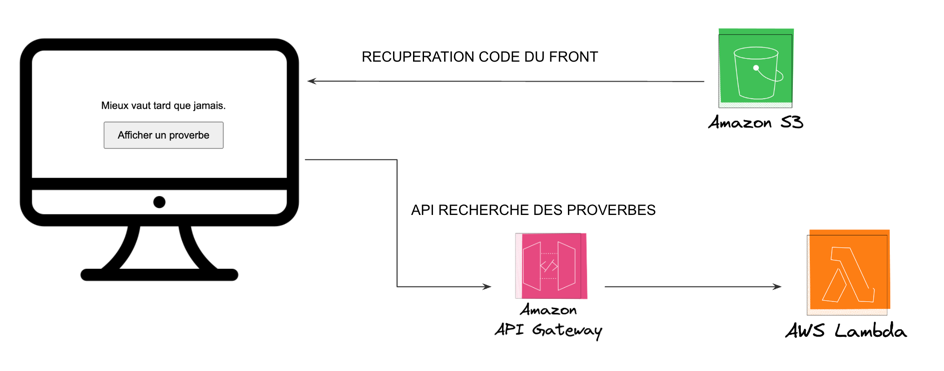 RECUPERATION CODE DU FRONT
Amazon S3
Mieux vaut tard que jamais.
Afficher un proverbe
API RECHERCHE DES PROVERBES
Amazon
API Gateway
AWS Lambda